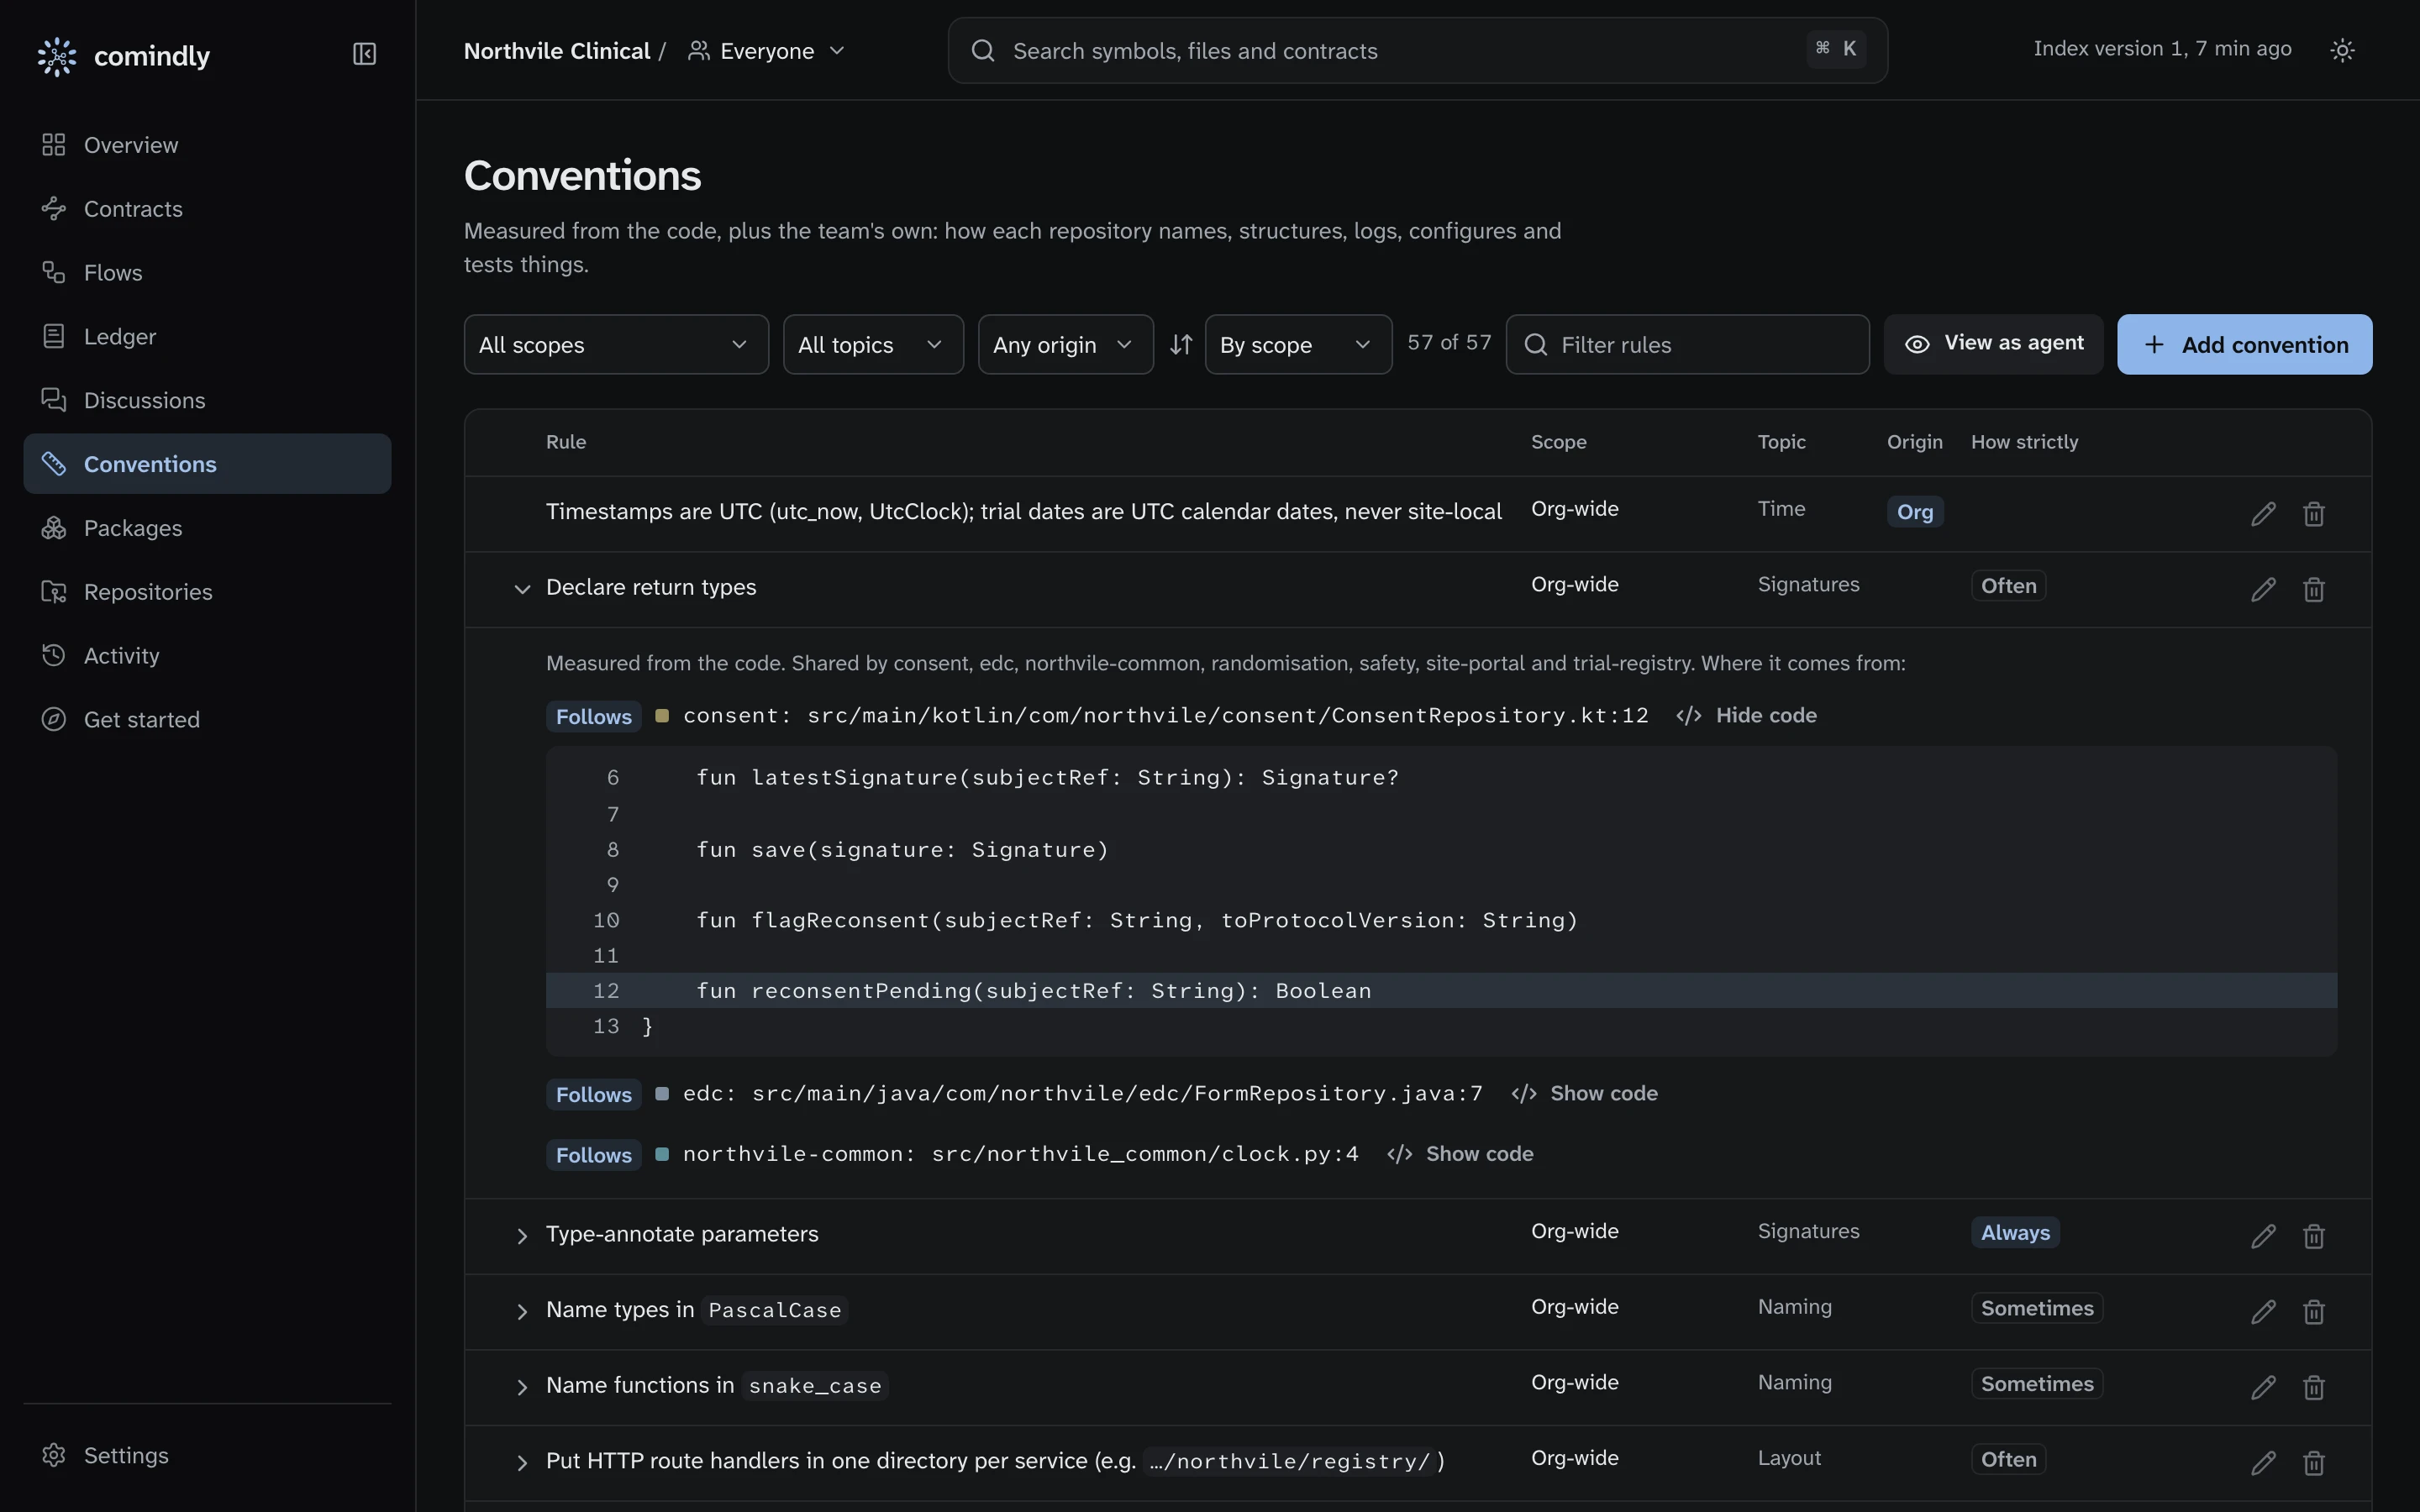 comindly
Northvile Clinical / Everyone
Search symbols, files and contracts
⌘ K
Index version 1, 7 min ago
Overview
Contracts
Flows
Ledger
Discussions
Conventions
Packages
Repositories
Activity
Get started
Settings
Conventions
Measured from the code, plus the team's own: how each repository names, structures, logs, configures and
tests things.
All scopes
All topics
Any origin
By scope
57 of 57
Filter rules
View as agent
+ Add convention
Rule Scope Topic Origin How strictly
Timestamps are UTC (utc_now, UtcClock); trial dates are UTC calendar dates, never site-local Org-wide Time Org
Declare return types Org-wide Signatures Often
Measured from the code. Shared by consent, edc, northvile-common, randomisation, safety, site-portal and trial-registry. Where it comes from:
Follows consent: src/main/kotlin/com/northvile/consent/ConsentRepository.kt:12 </> Hide code
6 fun latestSignature(subjectRef: String): Signature?
7
8 fun save(signature: Signature)
9
10 fun flagReconsent(subjectRef: String, toProtocolVersion: String)
11
12 fun reconsentPending(subjectRef: String): Boolean
13 }
Follows edc: src/main/java/com/northvile/edc/FormRepository.java:7 </> Show code
Follows northvile-common: src/northvile_common/clock.py:4 </> Show code
Type-annotate parameters Org-wide Signatures Always
Name types in PascalCase Org-wide Naming Sometimes
Name functions in snake_case Org-wide Naming Sometimes
Put HTTP route handlers in one directory per service (e.g. …/northvile/registry/ ) Org-wide Layout Often